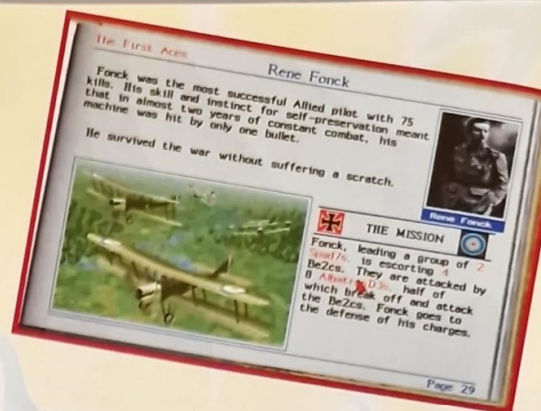 The First Aces
Rene Fonck
Fonck was the most successful Allied pilot with 75
kills. His skill and instinct for self-preservation meant
that in almost two years of constant combat, his
machine was hit by only one bullet.
He survived the war without suffering a scratch.
Rene Fonck
THE MISSION
Fonck, leading a group of 2
Spad7s, is escorting 4
Be2cs. They are attacked by
8 Albatros D3s, half of
which break off and attack
the Be2cs. Fonck goes to
the defense of his charges.
Page 29